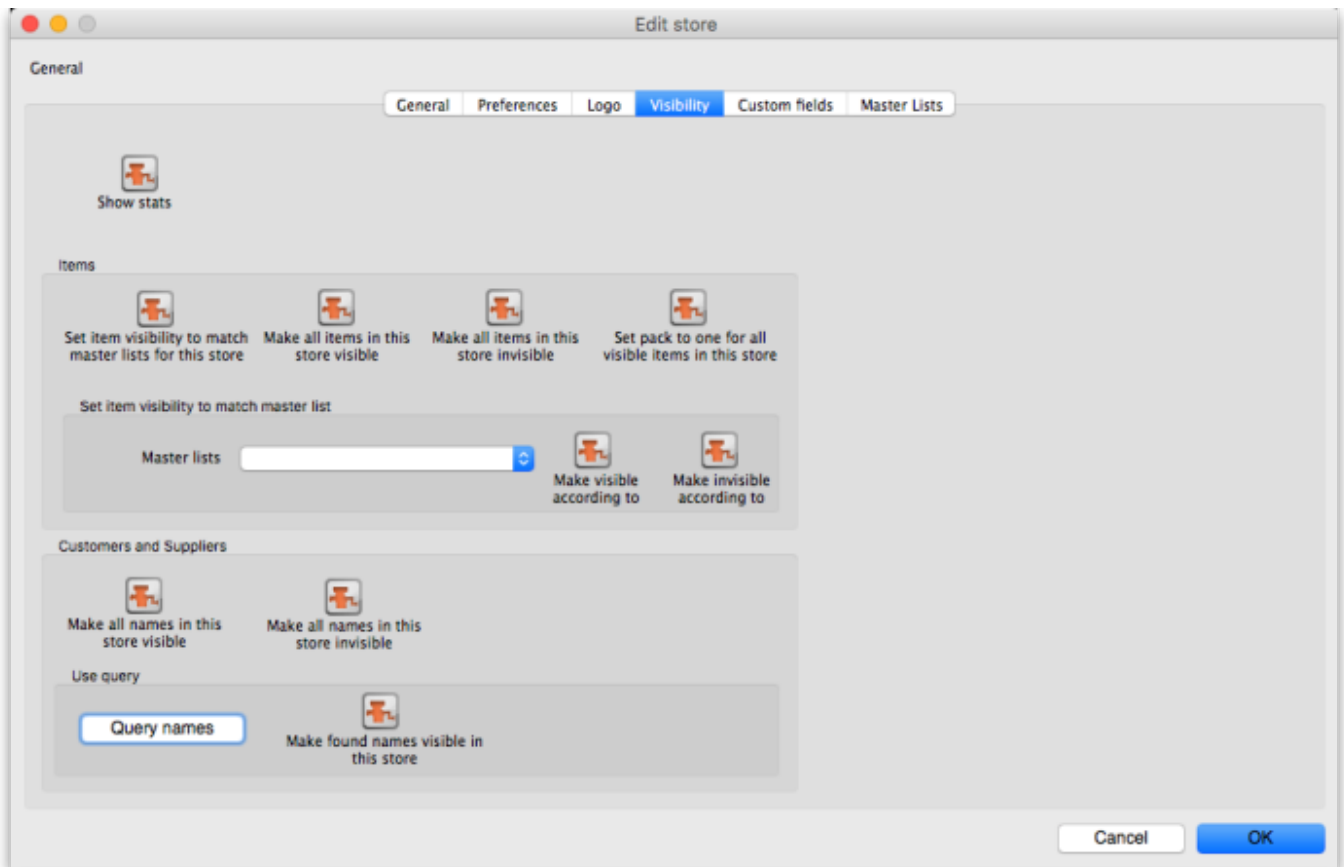 Edit store
General
General Preferences Logo Visibility Custom fields Master Lists
Show stats
Items
Set item visibility to match
master lists for this store
Make all items in this
store visible
Make all items in this
store invisible
Set pack to one for all
visible items in this store
Set item visibility to match master list
Master lists
Make visible
according to
Make invisible
according to
Customers and Suppliers
Make all names in this
store visible
Make all names in this
store invisible
Use query
Query names
Make found names visible in
this store
Cancel OK